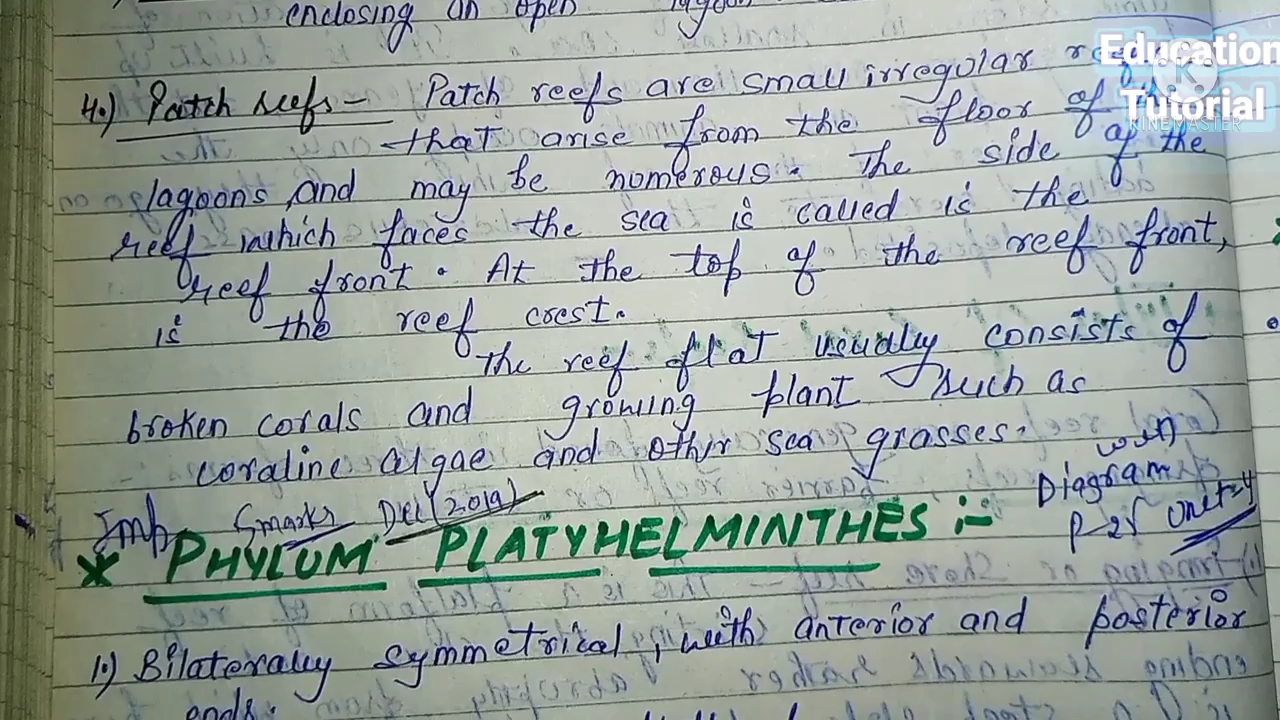 enclosing an open lagoon
4.) Patch reefs - Patch reefs are small irregular
that arise from the floor of
lagoons and may be nomerous. The side of the
reef which faces the sea is called is the
reef front. At the top of the reef front,
is the reef crest.
The reef flat usually consists of
broken corals and growing plant such as
coraline algae and other sea grasses.
Imp 5marks Dec (2019)
with
Diagram
P-25 Unit-4
* PHYLUM PLATYHELMINTHES :-
1.) Bilateraly symmetrical, with anterior and posterior
ends.
Education
Tutorial
KINEMASTER